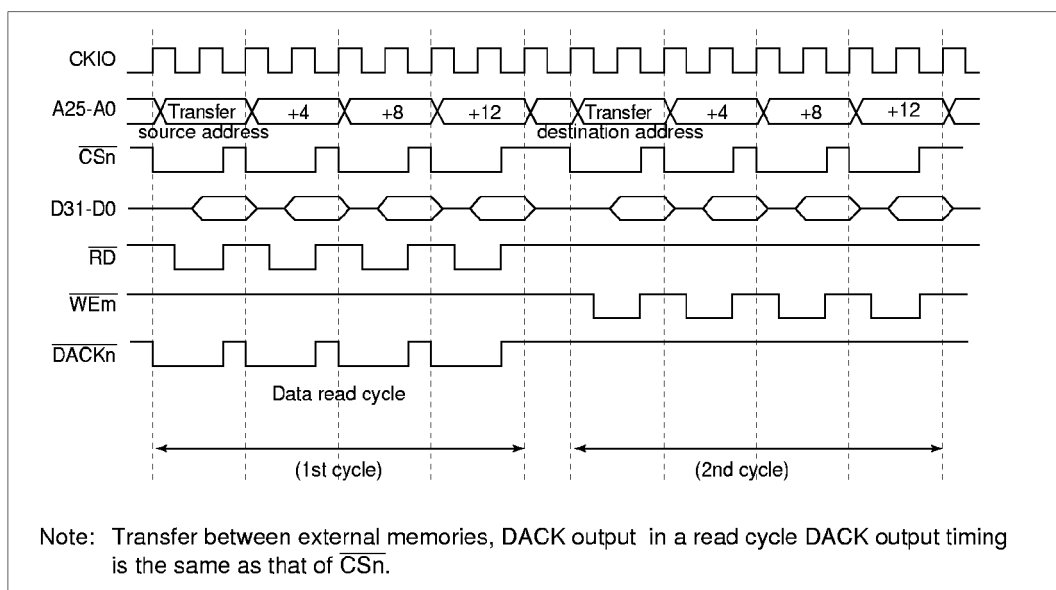 CKIO
A25-A0 Transfer +4 +8 +12 Transfer +4 +8 +12
source address destination address
CSn
D31-D0
RD
WEm
DACKn
Data read cycle
(1st cycle) (2nd cycle)
Note: Transfer between external memories, DACK output in a read cycle DACK output timing
is the same as that of CSn.